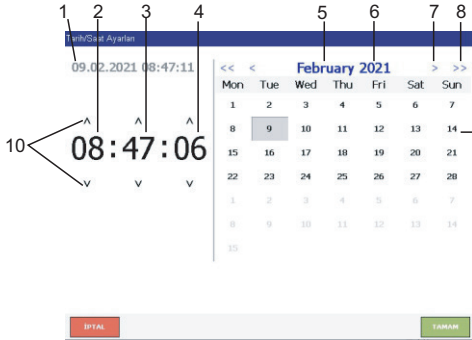 1 2 3 4 5 6 7 8
Tarih/Saat Ayarları
09.02.2021 08:47:11
<< < February 2021 > >>
Mon Tue Wed Thu Fri Sat Sun
1 2 3 4 5 6 7
8 9 10 11 12 13 14
10
08:47:06
15 16 17 18 19 20 21
22 23 24 25 26 27 28
1 2 3 4 5 6 7
8 9 10 11 12 13 14
15
İPTAL TAMAM